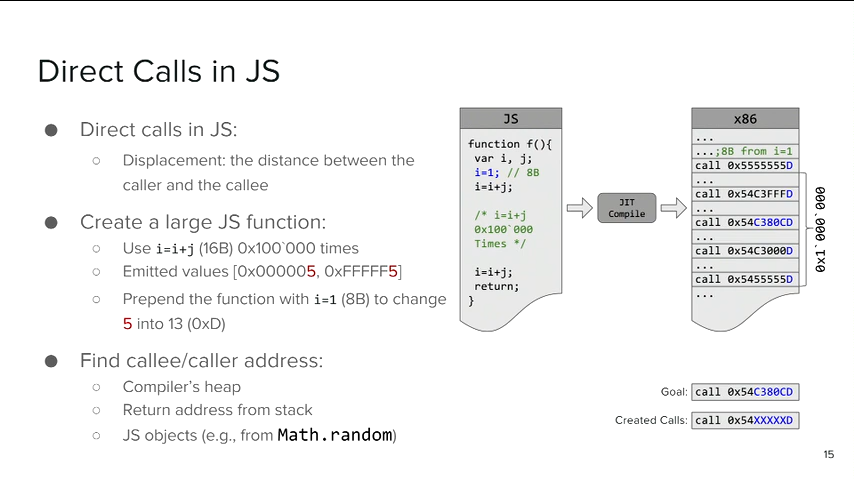 Direct Calls in JS
● Direct calls in JS:
○ Displacement: the distance between the
caller and the callee
● Create a large JS function:
○ Use i=i+j (16B) 0x100`000 times
○ Emitted values [0x000005, 0xFFFFF5]
○ Prepend the function with i=1 (8B) to change
5 into 13 (0xD)
● Find callee/caller address:
○ Compiler's heap
○ Return address from stack
○ JS objects (e.g., from Math.random)
JS
function f(){
var i, j;
i=1; // 8B
i=i+j;
/* i=i+j
0x100`000
Times */
i=i+j;
return;
}
JIT
Compile
x86
...
...;8B from i=1
call 0x5555555D
...
call 0x54C3FFFD
...
call 0x54C380CD
...
call 0x54C3000D
...
call 0x5455555D
...
0x1`000`000
Goal: call 0x54C380CD
Created Calls: call 0x54XXXXXD
15